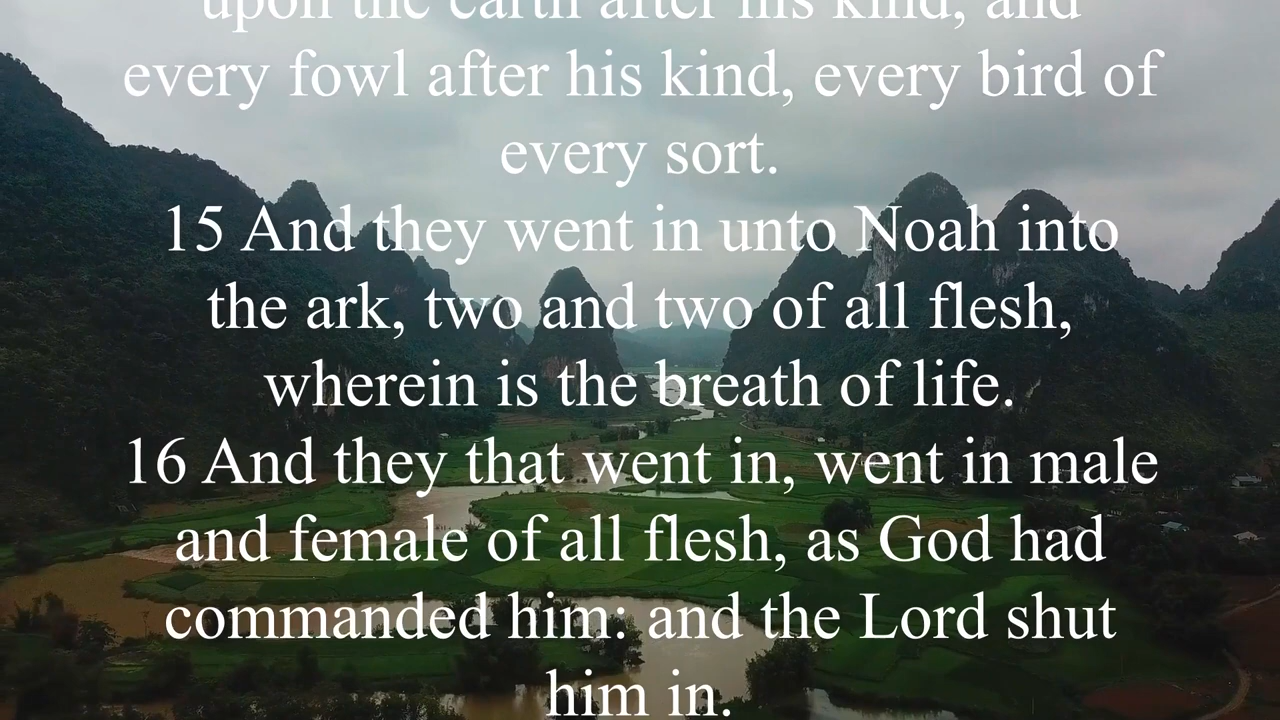 upon the earth after his kind, and
every fowl after his kind, every bird of
every sort.
15 And they went in unto Noah into
the ark, two and two of all flesh,
wherein is the breath of life.
16 And they that went in, went in male
and female of all flesh, as God had
commanded him: and the Lord shut
him in.